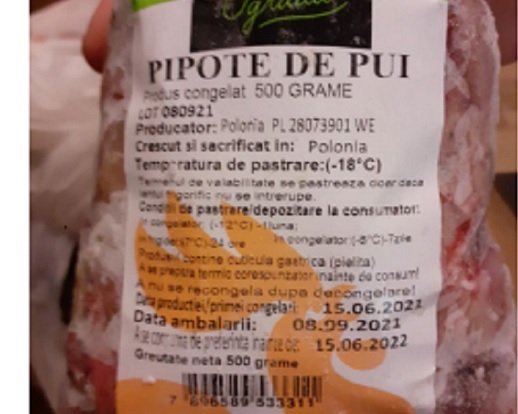 Ograda
PIPOTE DE PUI
Produs congelat 500 GRAME
LOT 080921
Producator: Polonia PL 28073901 WE
Crescut si sacrificat in: Polonia
Temperatura de pastrare:(-18°C)
Termenul de valabilitate se pastreaza doar daca
lantul frigorific nu se intrerupe.
Conditii de pastrare/depozitare la consumator:
In congelator: (-12°C) -1luna;
In frigider(4°C)-24 ore In congelator:(-6°C)-7zile
Produsul contine cuticula gastrica (pielita)
A se prepara termic corespunzator inainte de consum!
A nu se recongela dupa decongelare!
Data productiei/primei congelari: 15.06.2021
Data ambalarii: 08.09.2021
A se consuma de preferinta inainte de: 15.06.2022
Greutate neta 500 grame
7 896589 533311